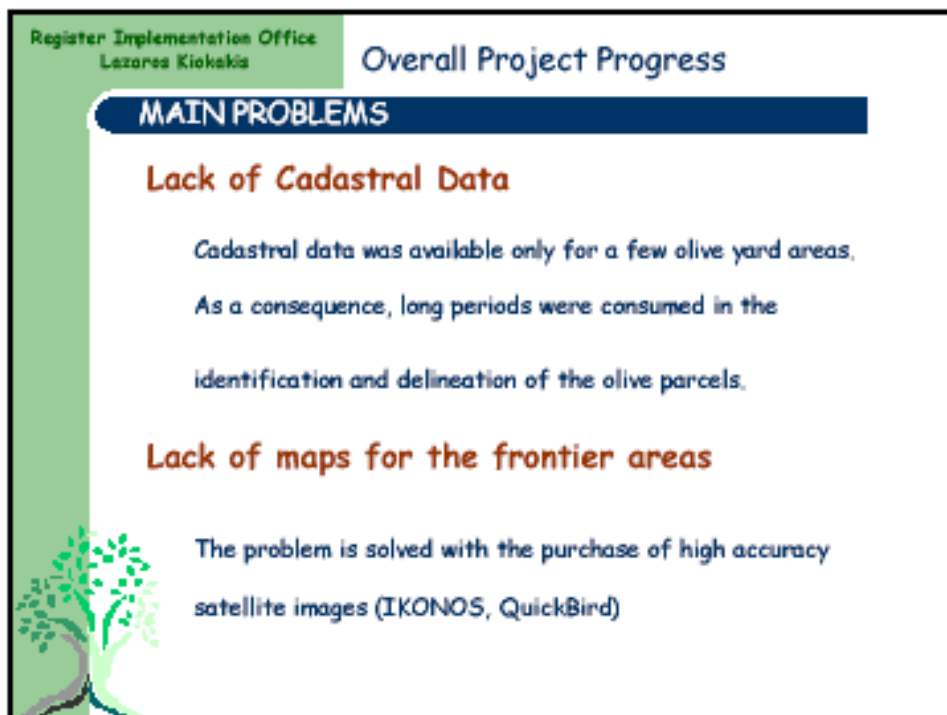 Register Implementation Office
Lazaros Kiokakis
Overall Project Progress
MAIN PROBLEMS
Lack of Cadastral Data
Cadastral data was available only for a few olive yard areas.
As a consequence, long periods were consumed in the
identification and delineation of the olive parcels.
Lack of maps for the frontier areas
The problem is solved with the purchase of high accuracy
satellite images (IKONOS, QuickBird)